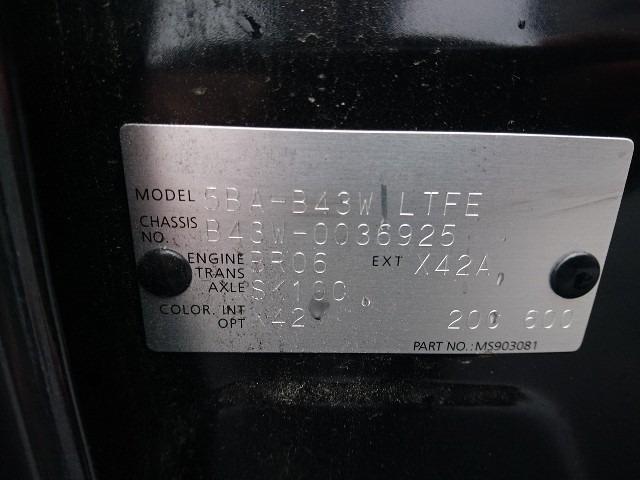 MODEL 5BA-B43W LTFE
CHASSIS NO. B43W-0036925
ENGINE BR06 EXT X42A
TRANS AXLE SK100
COLOR. INT OPT X42 200 600
PART NO.: MS903081